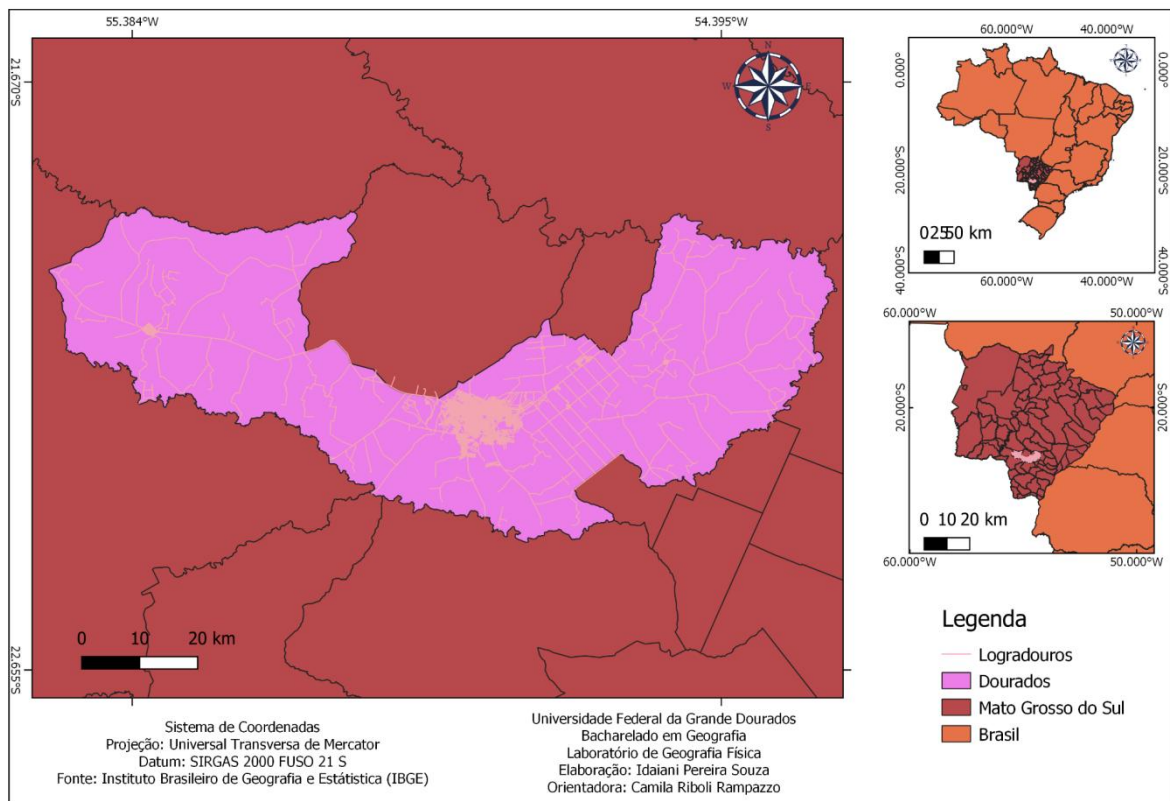 55.384°W
54.395°W
21.670°S
22.655°S
N
W
E
S
0 10 20 km
60.000°W 40.000°W
0.000°
0.000°
20.000°S
20.000°S
40.000°S
40.000°S
02550 km
60.000°W 40.000°W
60.000°W 50.000°W
20.000°S
20.000°S
0 10 20 km
60.000°W 50.000°W
Legenda
Logradouros
Dourados
Mato Grosso do Sul
Brasil
Sistema de Coordenadas
Projeção: Universal Transversa de Mercator
Datum: SIRGAS 2000 FUSO 21 S
Fonte: Instituto Brasileiro de Geografia e Estátistica (IBGE)
Universidade Federal da Grande Dourados
Bacharelado em Geografia
Laboratório de Geografia Física
Elaboração: Idaiani Pereira Souza
Orientadora: Camila Riboli Rampazzo